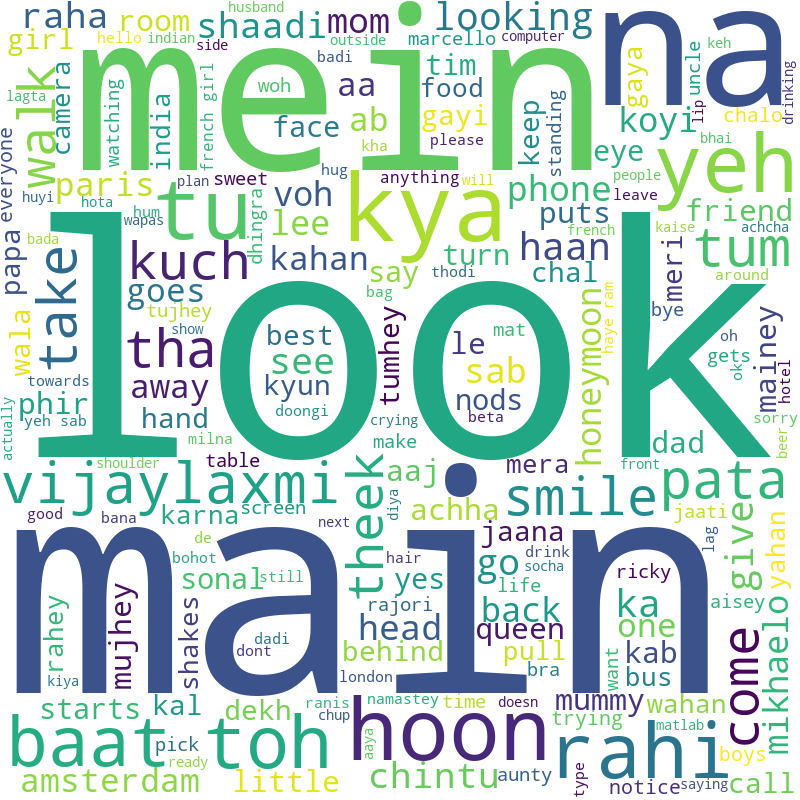 husband
raha
room
shaadi
mom
looking
na
girl
hello
indian
side
marcello
computer
mein
outside
badi
keh
lagta
walk
camera
watching
india
french girl
woh
aa
tim
food
gaya
uncle
lip
drinking
face
ab
gayi
keep
standing
koyi
chalo
please
bhai
everyone
kha
eye
yeh
hug
people
paris
plan
sweet
anything
will
phone
leave
huyi
hota
tu
voh
kya
puts
friend
papa
hum
wapas
dhingra
lee
french
kaise
achcha
bada
kuch
kahan
say
turn
haan
tum
take
goes
thodi
chal
meri
around
wala
tujhey
bag
honeymoon
haye ram
bye
look
show
best
le
mat
oh
tha
see
tumhey
sab
gets
ok
mainey
hotel
towards
away
kyun
nods
phir
hand
doongi
beta
actually
yeh sab
milna
crying
sorry
beer
make
dad
shoulder
table
aaj
mera
front
vijaylaxmi
theek
smile
pata
karna
screen
diya
achha
jaana
jaati
good
bana
next
give
yahan
de
bohot
hair
drink
go
lag
main
sonal
still
yes
socha
life
ricky
rahey
mujhey
shakes
rajori
back
ka
aisey
mikhaelo
dadi
head
queen
one
dont
behind
pull
kab
want
come
kiya
london
bra
bus
starts
kal
dekh
ranis
namastey
time
doesn
mummy
wahan
chup
trying
matlab
baat
toh
hoon
rahi
pick
aaya
boys
ready
aunty
type
saying
amsterdam
little
chintu
notice
call